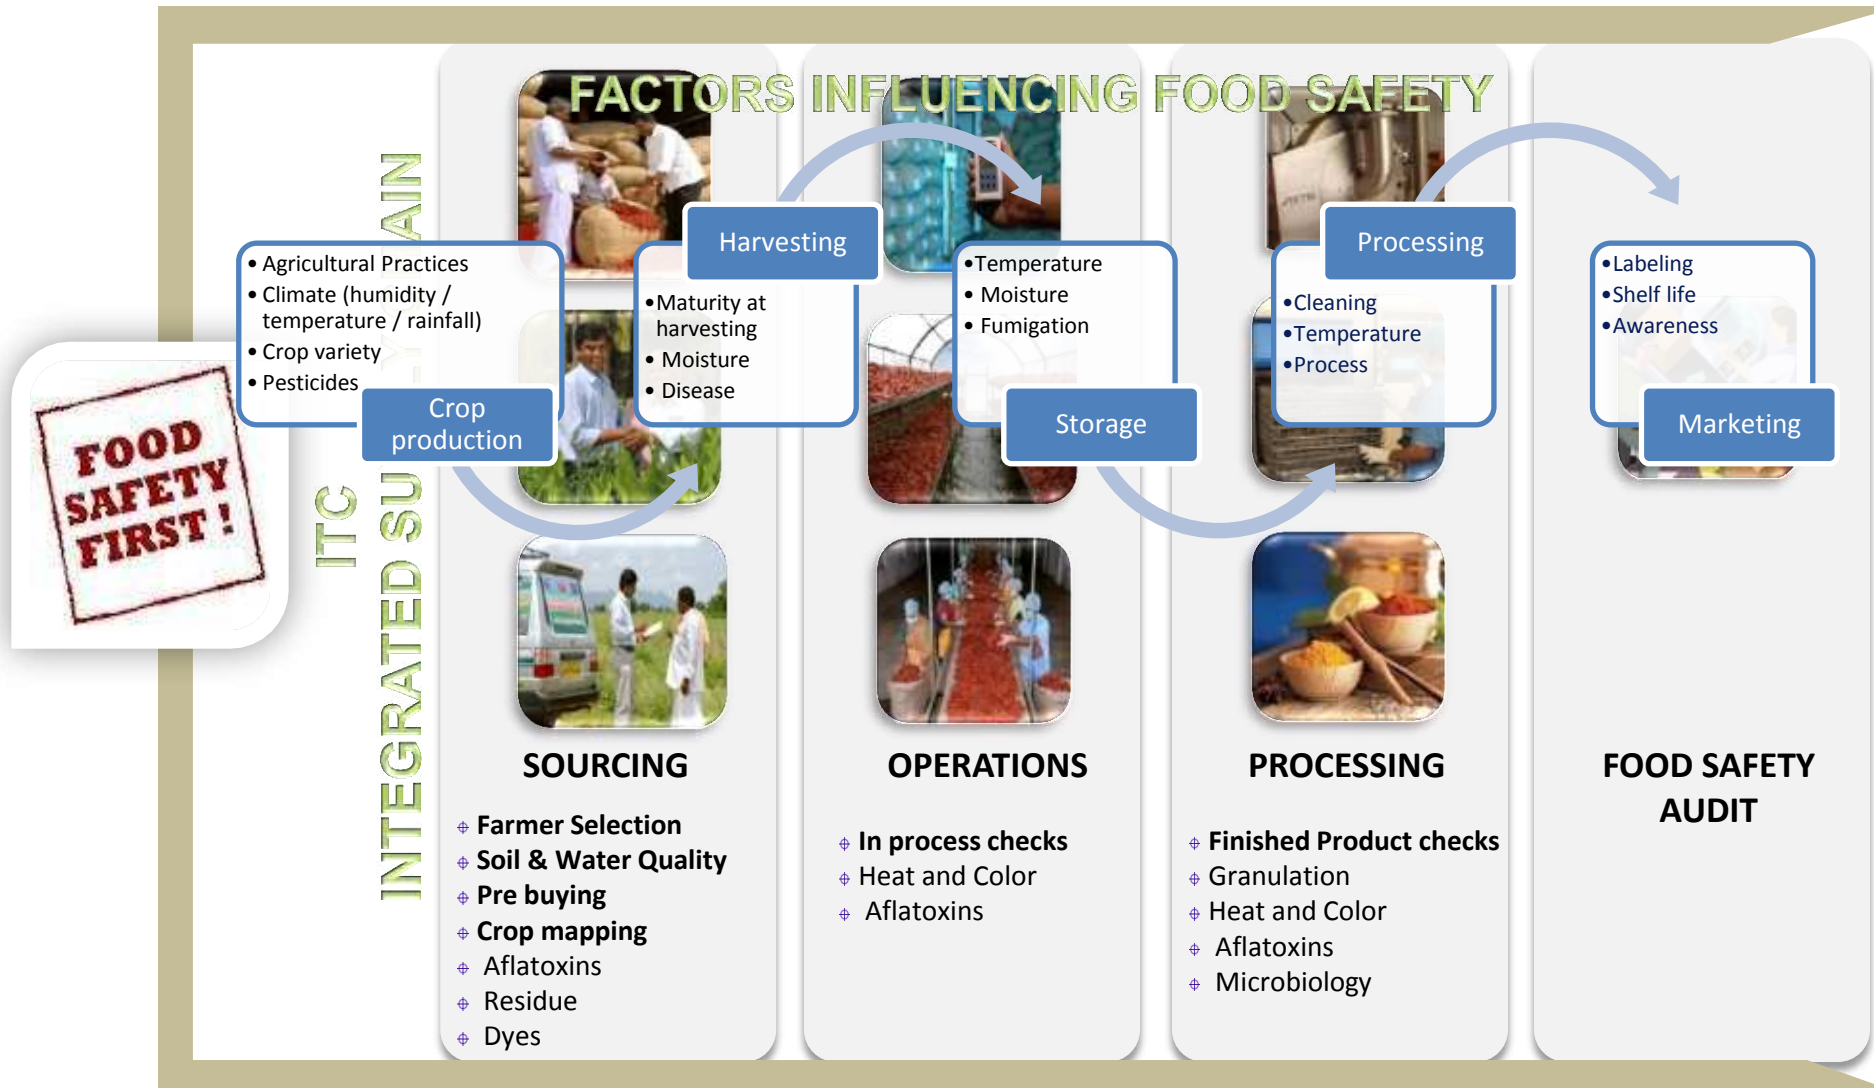 FACTORS INFLUENCING FOOD SAFETY
FOOD
SAFETY
FIRST !
ITC
INTEGRATED SU
AIN
• Agricultural Practices
• Climate (humidity /
temperature / rainfall)
• Crop variety
• Pesticides
Crop
production
Harvesting
•Maturity at
harvesting
• Moisture
• Disease
•Temperature
• Moisture
• Fumigation
Storage
Processing
•Cleaning
•Temperature
•Process
•Labeling
•Shelf life
•Awareness
Marketing
SOURCING
Farmer Selection
Soil & Water Quality
Pre buying
Crop mapping
Aflatoxins
Residue
Dyes
OPERATIONS
In process checks
Heat and Color
Aflatoxins
PROCESSING
Finished Product checks
Granulation
Heat and Color
Aflatoxins
Microbiology
FOOD SAFETY
AUDIT